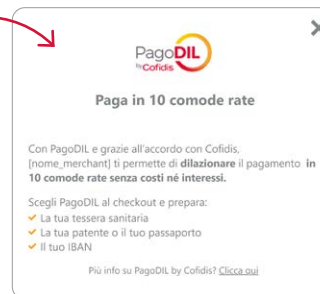 PagoDIL
by Cofidis
Paga in 10 comode rate
Con PagoDIL e grazie all'accordo con Cofidis,
[nome_merchant] ti permette di dilazionare il pagamento in
10 comode rate senza costi né interessi.
Scegli PagoDIL al checkout e prepara:
La tua tessera sanitaria
La tua patente o il tuo passaporto
Il tuo IBAN
Più info su PagoDIL by Cofidis? Clicca qui